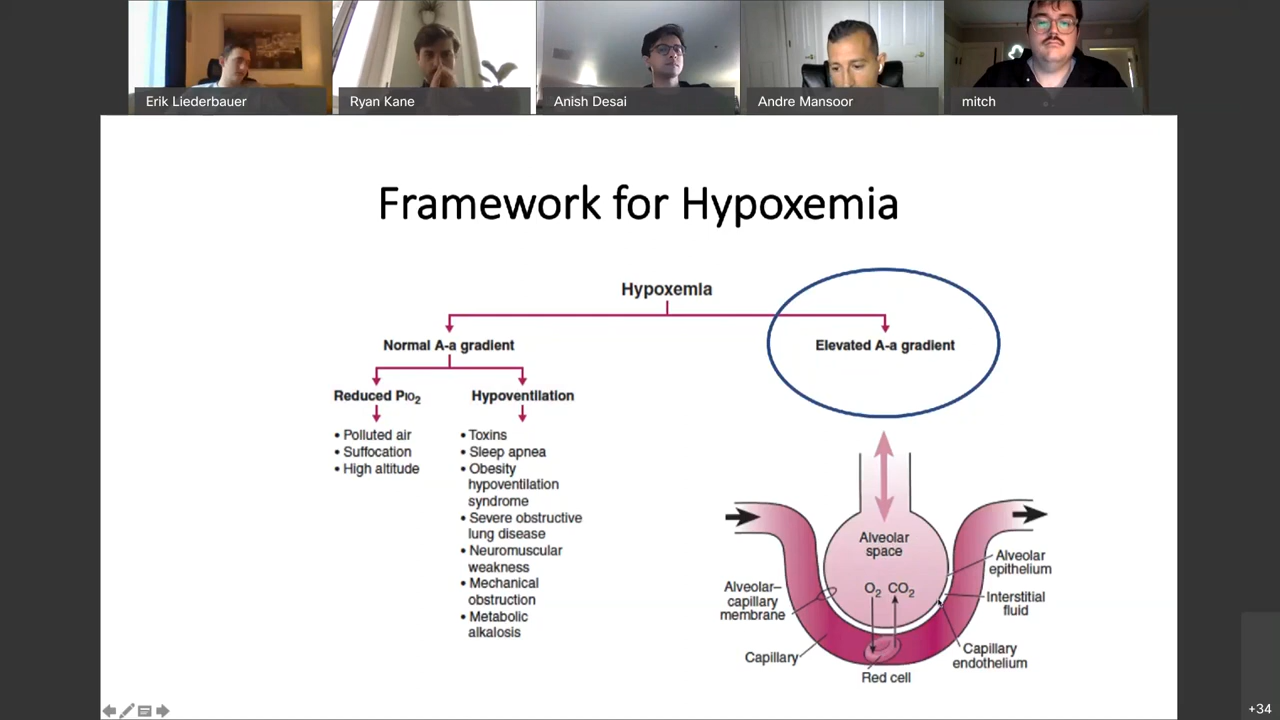 Erik Liederbauer
Ryan Kane
Anish Desai
Andre Mansoor
mitch
Framework for Hypoxemia
Hypoxemia
Normal A-a gradient
Elevated A-a gradient
Reduced PIO2
Hypoventilation
• Polluted air
• Suffocation
• High altitude
• Toxins
• Sleep apnea
• Obesity
hypoventilation
syndrome
• Severe obstructive
lung disease
• Neuromuscular
weakness
• Mechanical
obstruction
• Metabolic
alkalosis
Alveolar
space
O2 CO2
Alveolar
epithelium
Interstitial
fluid
Alveolar–
capillary
membrane
Capillary
Capillary
endothelium
Red cell
+34